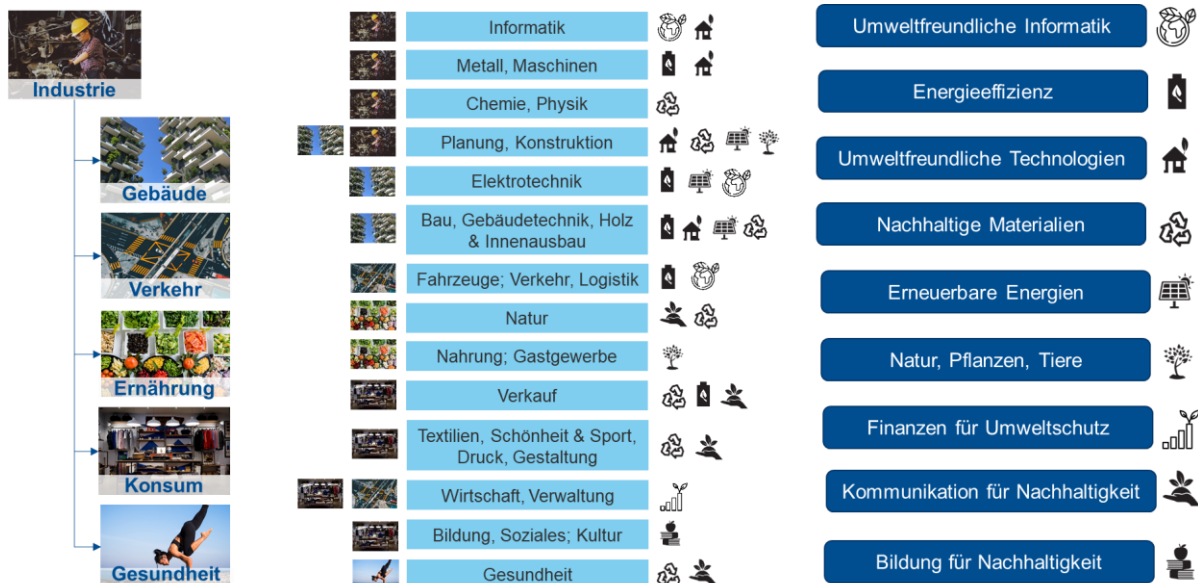 Industrie
Gebäude
Verkehr
Ernährung
Konsum
Gesundheit
Informatik
Metall, Maschinen
Chemie, Physik
Planung, Konstruktion
Elektrotechnik
Bau, Gebäudetechnik, Holz
& Innenausbau
Fahrzeuge; Verkehr, Logistik
Natur
Nahrung; Gastgewerbe
Verkauf
Textilien, Schönheit & Sport,
Druck, Gestaltung
Wirtschaft, Verwaltung
Bildung, Soziales; Kultur
Gesundheit
Umweltfreundliche Informatik
Energieeffizienz
Umweltfreundliche Technologien
Nachhaltige Materialien
Erneuerbare Energien
Natur, Pflanzen, Tiere
Finanzen für Umweltschutz
Kommunikation für Nachhaltigkeit
Bildung für Nachhaltigkeit